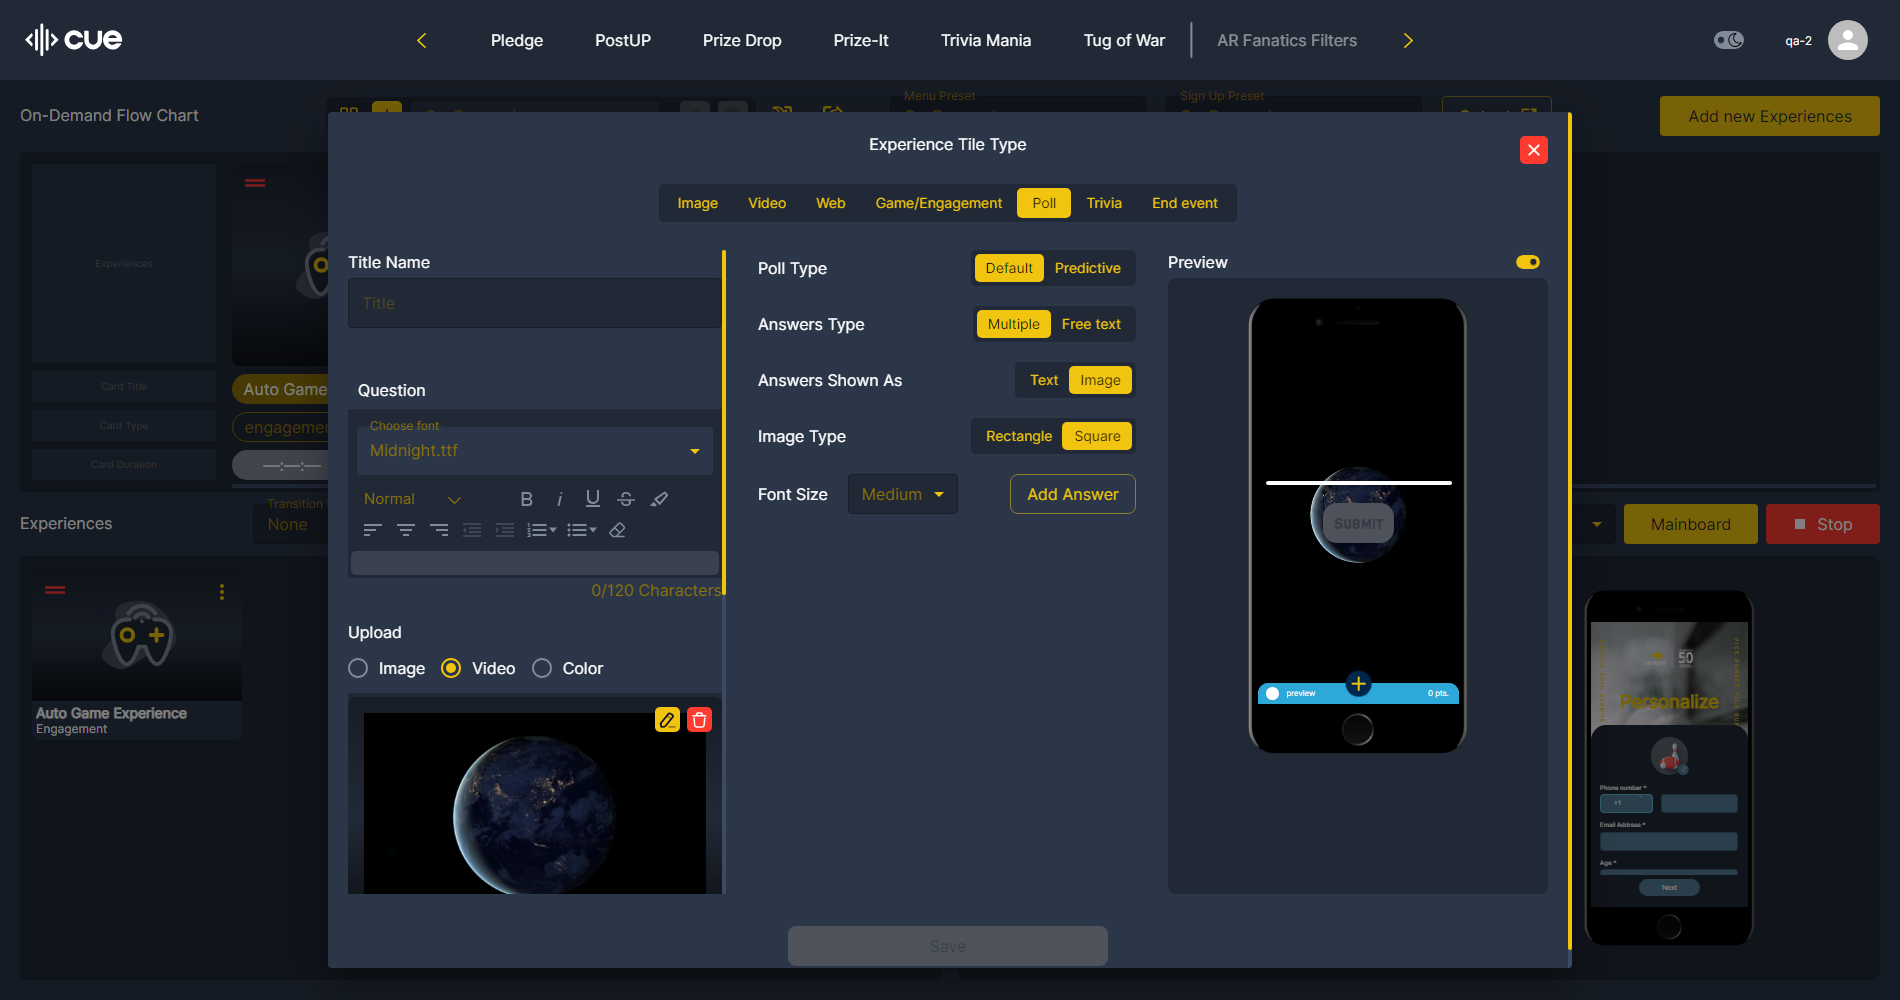 cue
Pledge
PostUP
Prize Drop
Prize-It
Trivia Mania
Tug of War
AR Fanatics Filters
qa-2
On-Demand Flow Chart
Menu Preset
Sign Up Preset
Add new Experiences
Experience Tile Type
Image
Video
Web
Game/Engagement
Poll
Trivia
End event
Experiences
Card Title
Card Type
Card Duration
Auto Game
engagemen
—:—:—
Title Name
Title
Question
Choose font
Midnight.ttf
Normal
0/120 Characters
Upload
Image
Video
Color
Poll Type
Default
Predictive
Answers Type
Multiple
Free text
Answers Shown As
Text
Image
Image Type
Rectangle
Square
Font Size
Medium
Add Answer
Preview
SUBMIT
preview
0 pts.
Save
Experiences
Transition
None
Mainboard
Stop
Auto Game Experience
Engagement
50
Personalize
Phone number *
+1
Email Address *
Age *
Next